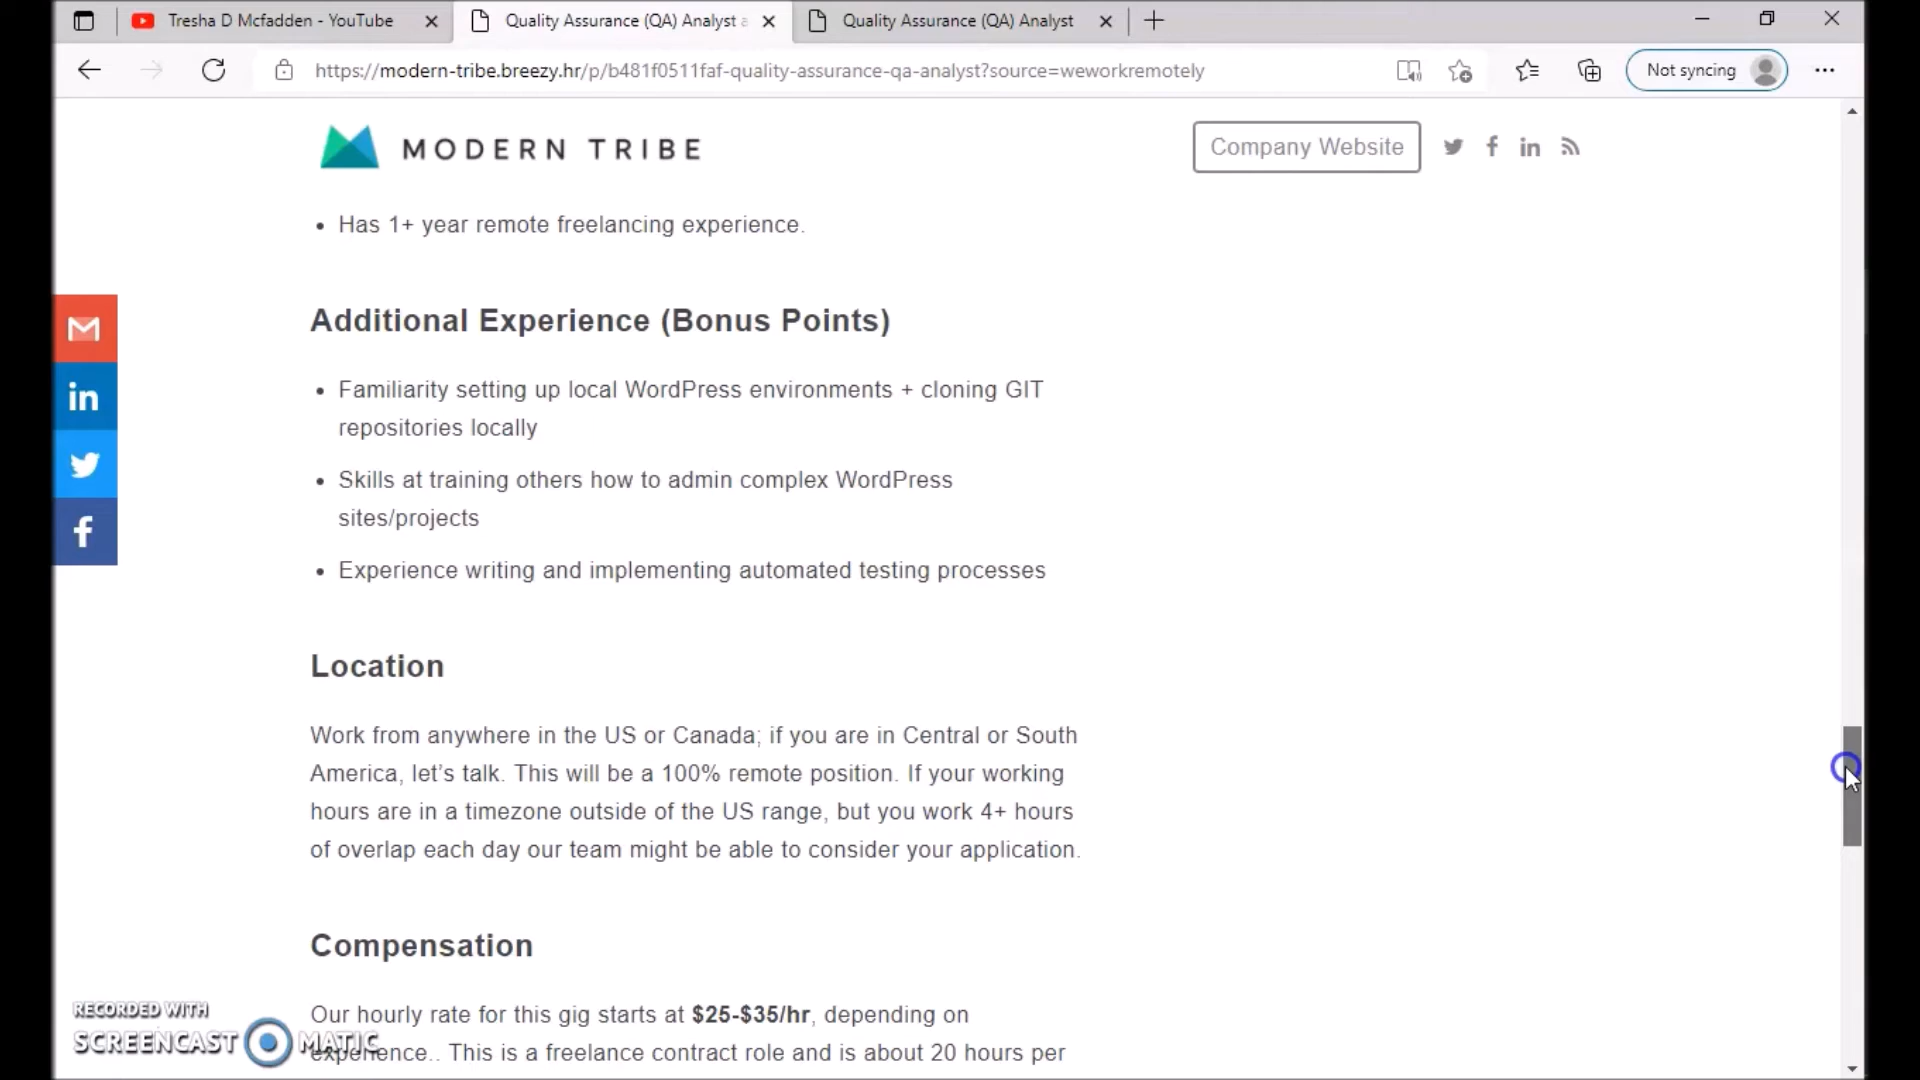 Tresha D Mcfadden - YouTube
Quality Assurance (QA) Analyst a
Quality Assurance (QA) Analyst
https://modern-tribe.breezy.hr/p/b481f0511faf-quality-assurance-qa-analyst?source=weworkremotely
Not syncing
MODERN TRIBE
Company Website
• Has 1+ year remote freelancing experience.
Additional Experience (Bonus Points)
• Familiarity setting up local WordPress environments + cloning GIT
repositories locally
• Skills at training others how to admin complex WordPress
sites/projects
• Experience writing and implementing automated testing processes
Location
Work from anywhere in the US or Canada; if you are in Central or South
America, let’s talk. This will be a 100% remote position. If your working
hours are in a timezone outside of the US range, but you work 4+ hours
of overlap each day our team might be able to consider your application.
Compensation
Our hourly rate for this gig starts at $25-$35/hr, depending on
experience.. This is a freelance contract role and is about 20 hours per
RECORDED WITH
SCREENCAST MATIC